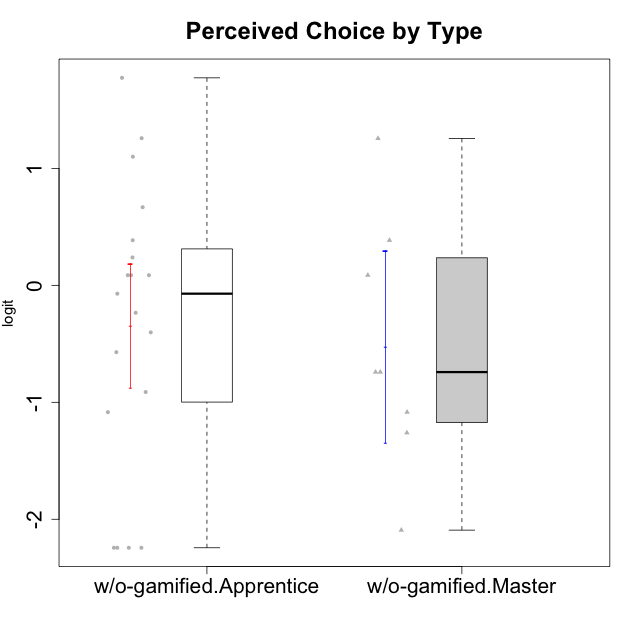 Perceived Choice by Type
1
0
-1
-2
logit
w/o-gamified.Apprentice
w/o-gamified.Master